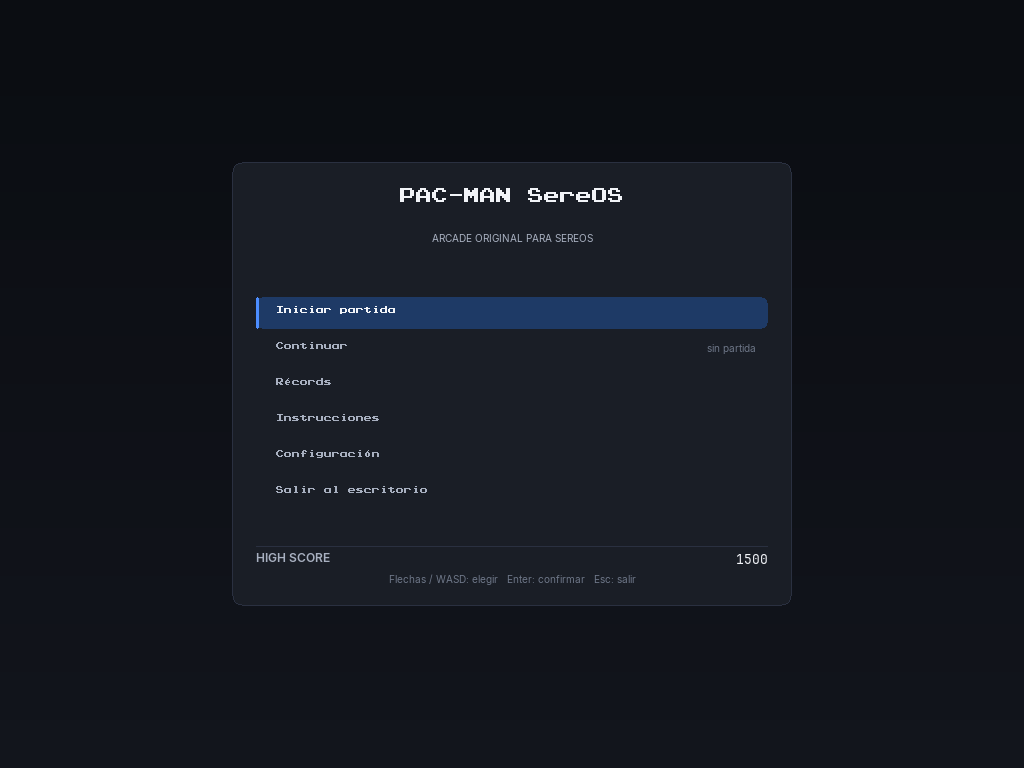 PAC-MAN SereOS
ARCADE ORIGINAL PARA SEREOS
Iniciar partida
Continuar sin partida
Récords
Instrucciones
Configuración
Salir al escritorio
HIGH SCORE 1500
Flechas / WASD: elegir Enter: confirmar Esc: salir